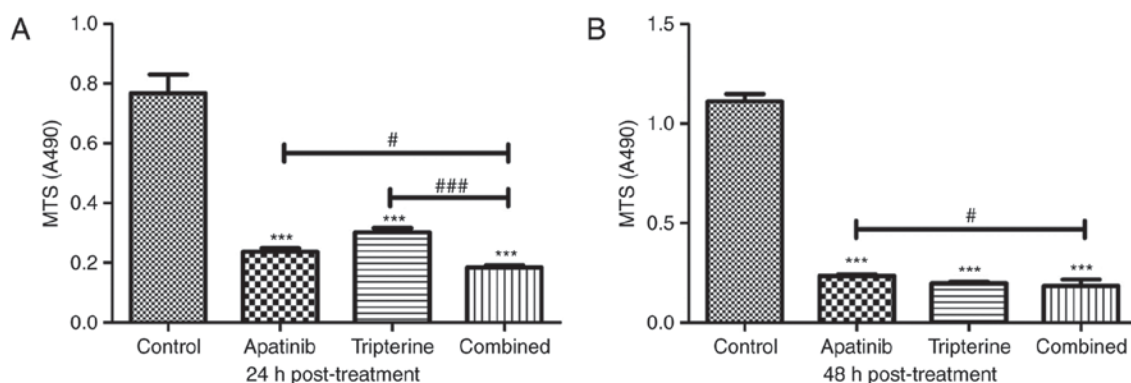 A
MTS (A490)
1.0
0.8
0.6
0.4
0.2
0.0
#
###
***
***
***
Control Apatinib Tripterine Combined
24 h post-treatment
B
MTS (A490)
1.5
1.0
0.5
0.0
#
***
***
***
Control Apatinib Tripterine Combined
48 h post-treatment